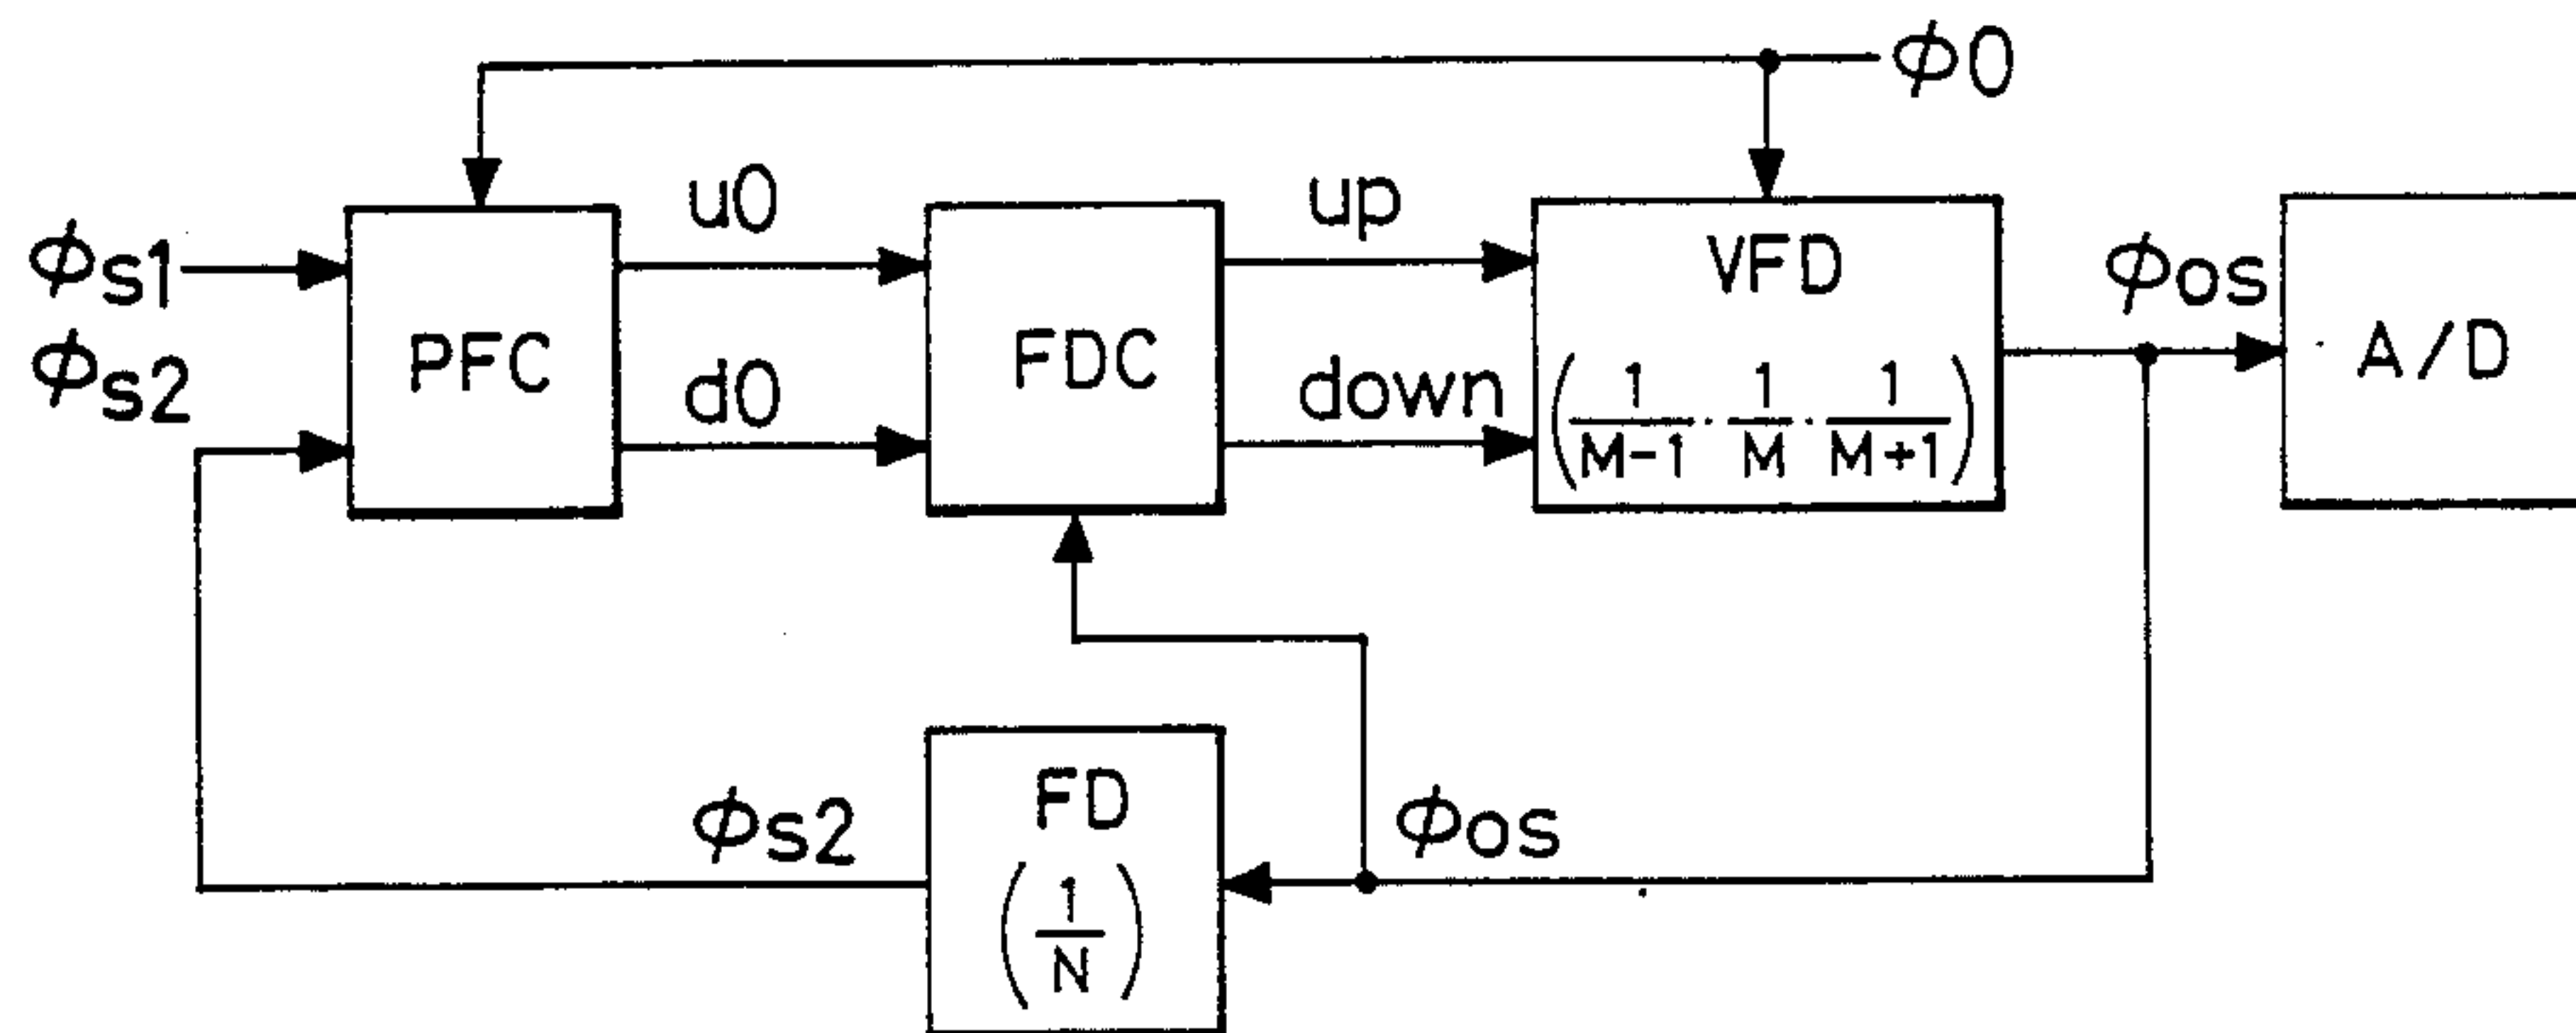 ϕ0
u0
up
ϕs1
ϕs2
PFC
d0
FDC
down
VFD
(1/M-1 · 1/M · 1/M+1)
ϕos
A/D
ϕs2
FD
(1/N)
ϕos